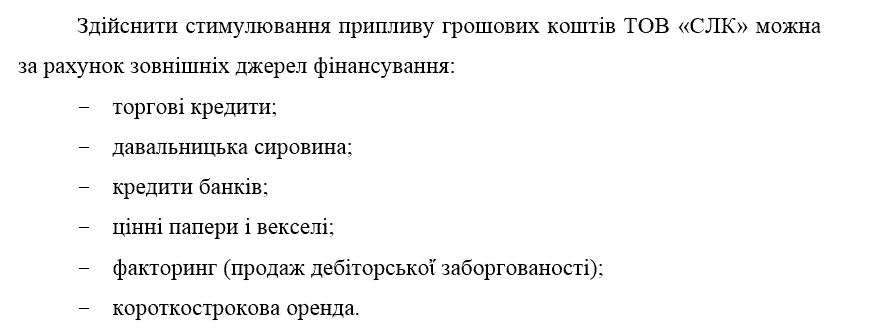 Здійснити стимулювання припливу грошових коштів ТОВ «СЛК» можна
за рахунок зовнішніх джерел фінансування:
− торгові кредити;
− давальницька сировина;
− кредити банків;
− цінні папери і векселі;
− факторинг (продаж дебіторської заборгованості);
− короткострокова оренда.